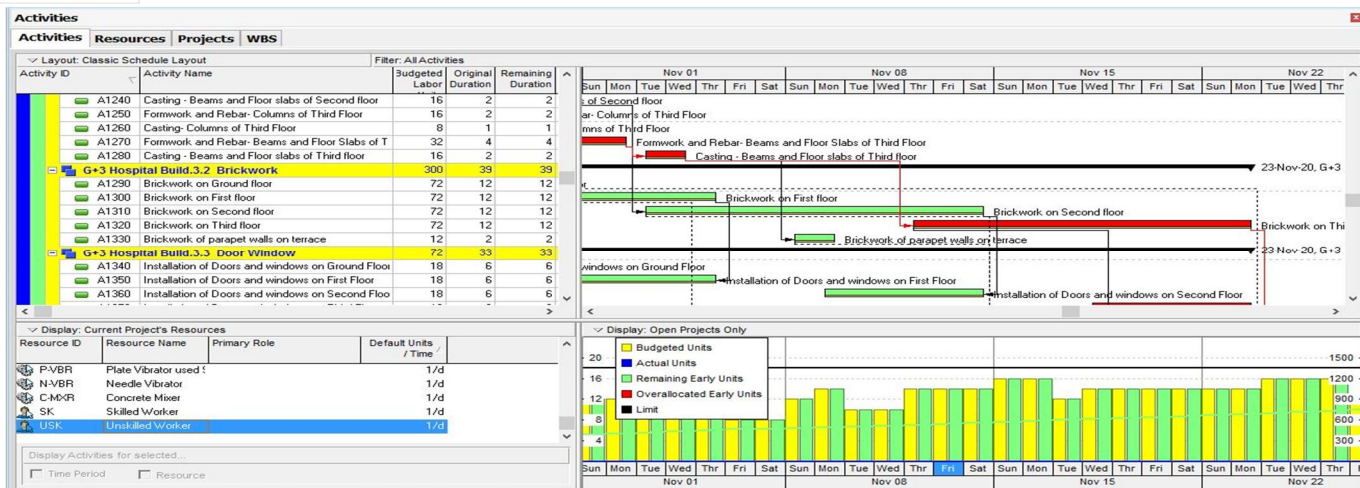 Activities
Activities Resources Projects WBS
Layout: Classic Schedule Layout Filter: All Activities
Activity ID Activity Name Budgeted Labor Original Duration Remaining Duration
A1240 Casting - Beams and Floor slabs of Second floor 16 2 2
A1250 Formwork and Rebar- Columns of Third Floor 16 2 2
A1260 Casting- Columns of Third Floor 8 1 1
A1270 Formwork and Rebar- Beams and Floor Slabs of T 32 4 4
A1280 Casting - Beams and Floor slabs of Third floor 16 2 2
G+3 Hospital Build.3.2 Brickwork 300 39 39
A1290 Brickwork on Ground floor 72 12 12
A1300 Brickwork on First floor 72 12 12
A1310 Brickwork on Second floor 72 12 12
A1320 Brickwork on Third floor 72 12 12
A1330 Brickwork of parapet walls on terrace 12 2 2
G+3 Hospital Build.3.3 Door Window 72 33 33
A1340 Installation of Doors and windows on Ground Floor 18 6 6
A1350 Installation of Doors and windows on First Floor 18 6 6
A1360 Installation of Doors and windows on Second Floo 18 6 6
Nov 01 Nov 08 Nov 15 Nov 22
Sun Mon Tue Wed Thr Fri Sat Sun Mon Tue Wed Thr Fri Sat Sun Mon Tue Wed Thr Fri Sat Sun Mon Tue Wed Thr
s of Second floor
ar- Columns of Third Floor
mns of Third Floor
Formwork and Rebar- Beams and Floor Slabs of Third Floor
Casting - Beams and Floor slabs of Third floor
23-Nov-20, G+3
Brickwork on First floor
Brickwork on Second floor
Brickwork on Thi
Brickwork of parapet walls on terrace
23-Nov-20, G+3
windows on Ground Floor
Installation of Doors and windows on First Floor
Installation of Doors and windows on Second Floor
Display: Current Project's Resources
Resource ID Resource Name Primary Role Default Units / Time
P-VBR Plate Vibrator used 1/d
N-VBR Needle Vibrator 1/d
C-MXR Concrete Mixer 1/d
SK Skilled Worker 1/d
USK Unskilled Worker 1/d
Display Activities for selected...
Time Period Resource
Display: Open Projects Only
Budgeted Units
Actual Units
Remaining Early Units
Overallocated Early Units
Limit
20 1500
16 1200
12 900
8 600
4 300
Sun Mon Tue Wed Thr Fri Sat Sun Mon Tue Wed Thr Fri Sat Sun Mon Tue Wed Thr Fri Sat Sun Mon Tue Wed Thr
Nov 01 Nov 08 Nov 15 Nov 22